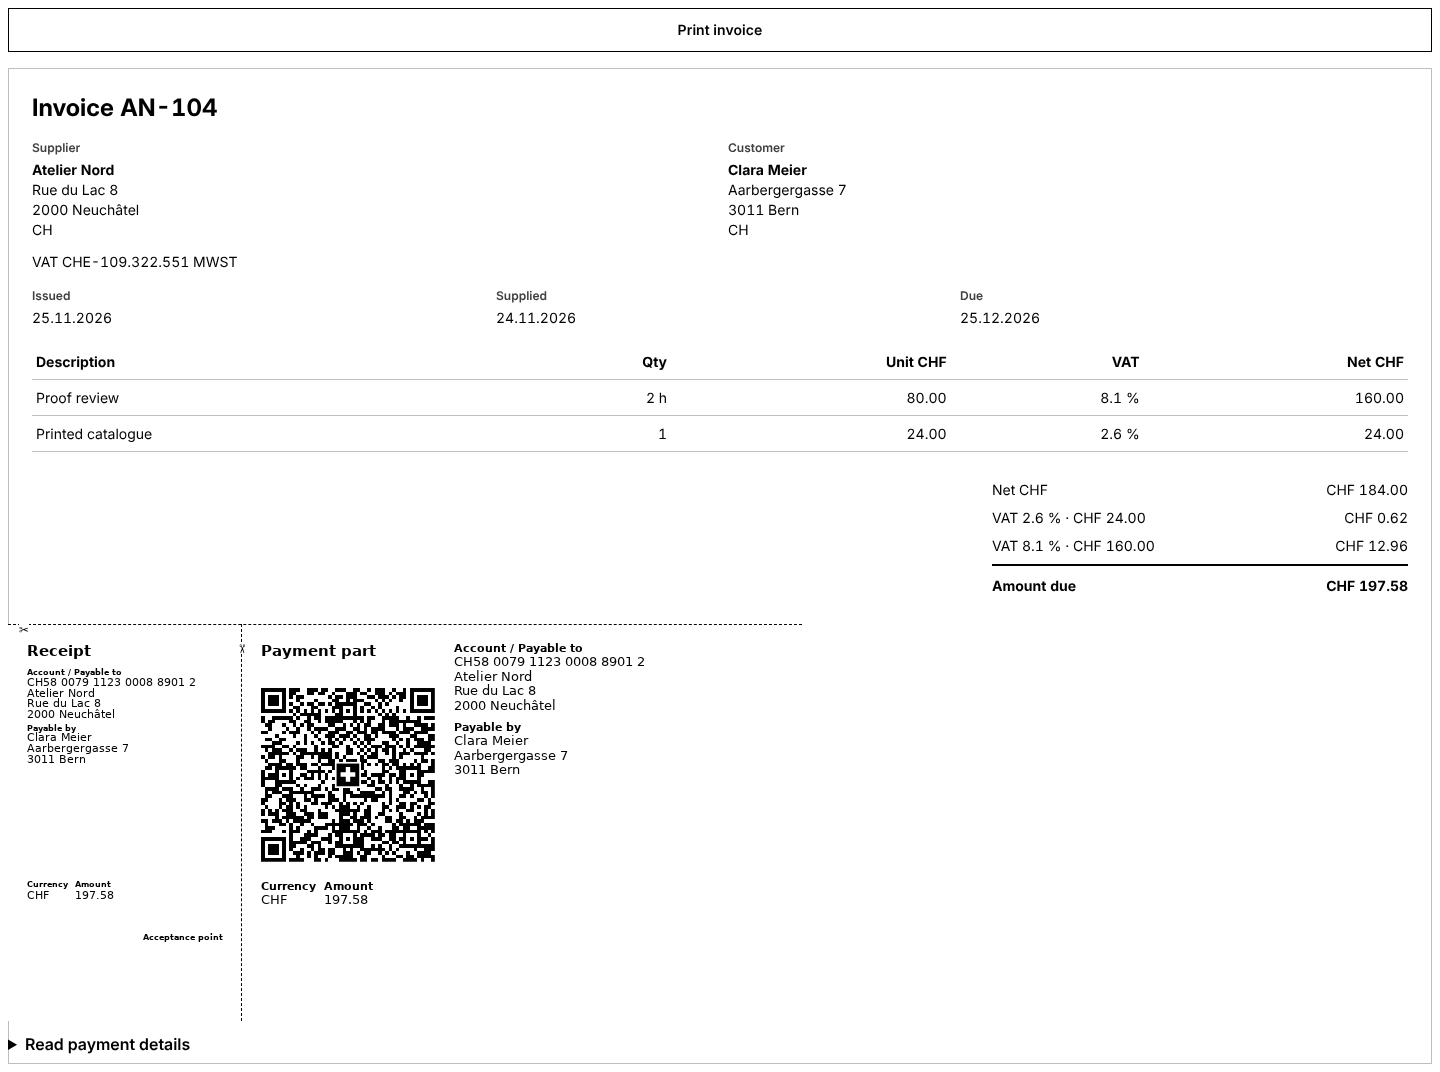 Print invoice
Invoice AN-104
Supplier
Atelier Nord
Rue du Lac 8
2000 Neuchâtel
CH
VAT CHE-109.322.551 MWST
Customer
Clara Meier
Aarbergergasse 7
3011 Bern
CH
Issued
25.11.2026
Supplied
24.11.2026
Due
25.12.2026
Description Qty Unit CHF VAT Net CHF
Proof review 2 h 80.00 8.1 % 160.00
Printed catalogue 1 24.00 2.6 % 24.00
Net CHF CHF 184.00
VAT 2.6 % · CHF 24.00 CHF 0.62
VAT 8.1 % · CHF 160.00 CHF 12.96
Amount due CHF 197.58
Receipt
Account / Payable to
CH58 0079 1123 0008 8901 2
Atelier Nord
Rue du Lac 8
2000 Neuchâtel
Payable by
Clara Meier
Aarbergergasse 7
3011 Bern
Currency Amount
CHF 197.58
Acceptance point
Payment part
Currency Amount
CHF 197.58
Account / Payable to
CH58 0079 1123 0008 8901 2
Atelier Nord
Rue du Lac 8
2000 Neuchâtel
Payable by
Clara Meier
Aarbergergasse 7
3011 Bern
Read payment details